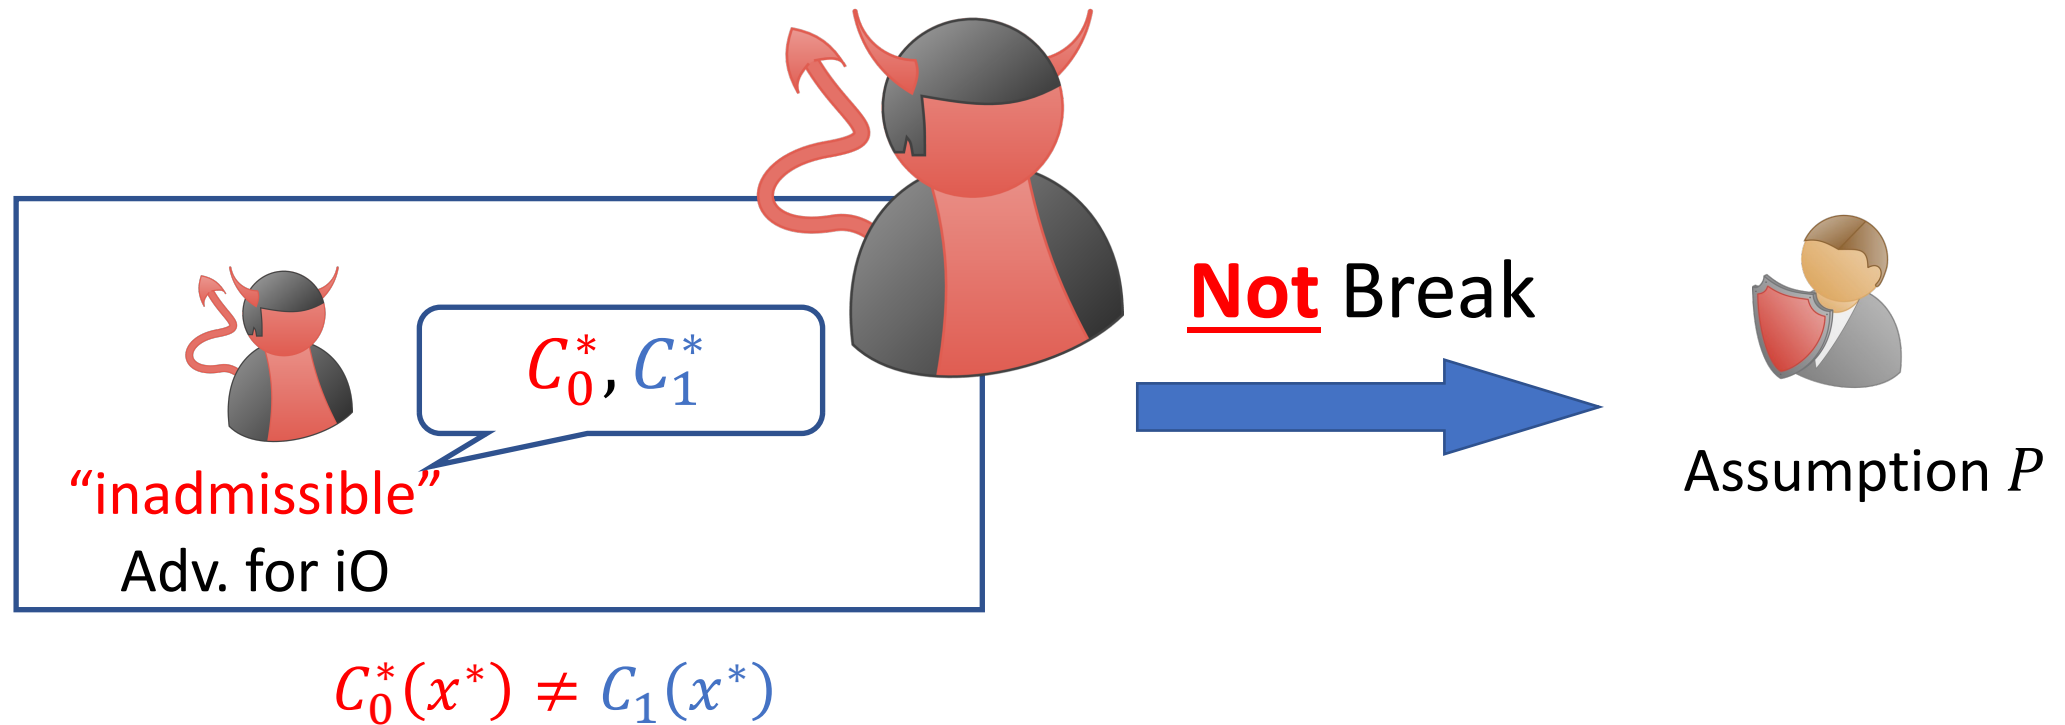 Not Break
C₀*, C₁*
“inadmissible”
Adv. for iO
Assumption P
C₀*(x*) ≠ C₁(x*)